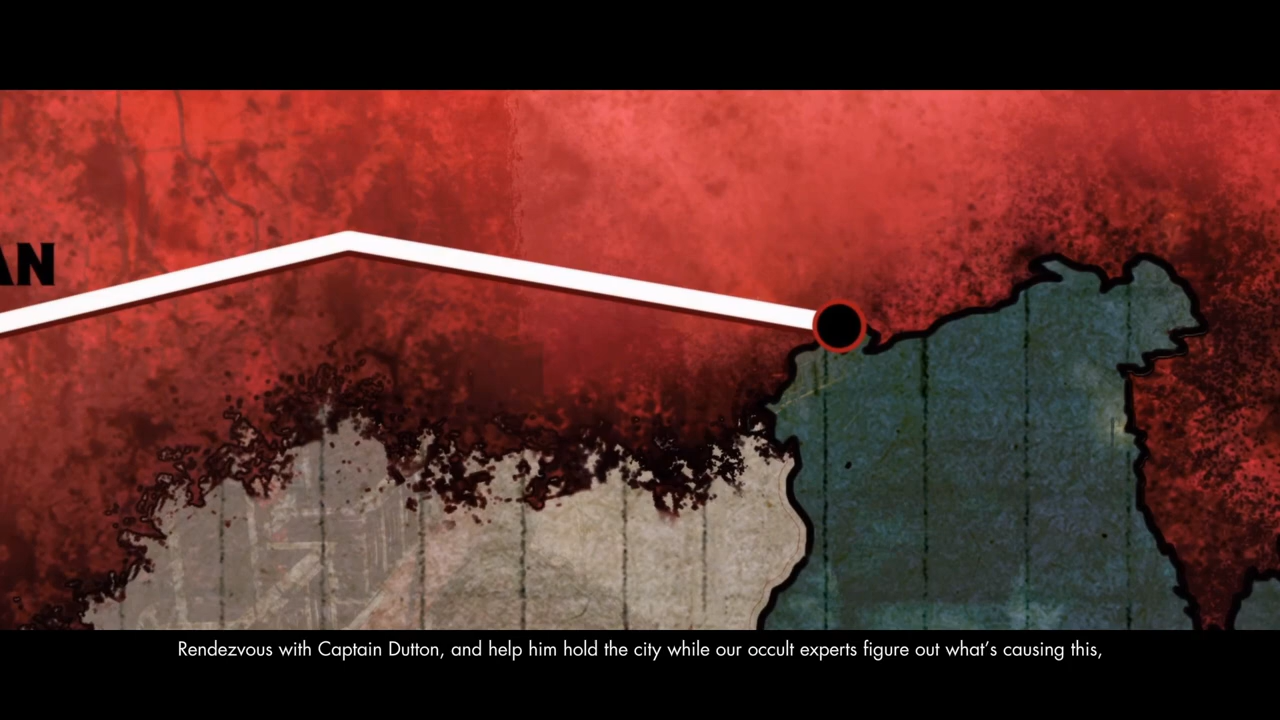 AN
Rendezvous with Captain Dutton, and help him hold the city while our occult experts figure out what's causing this,